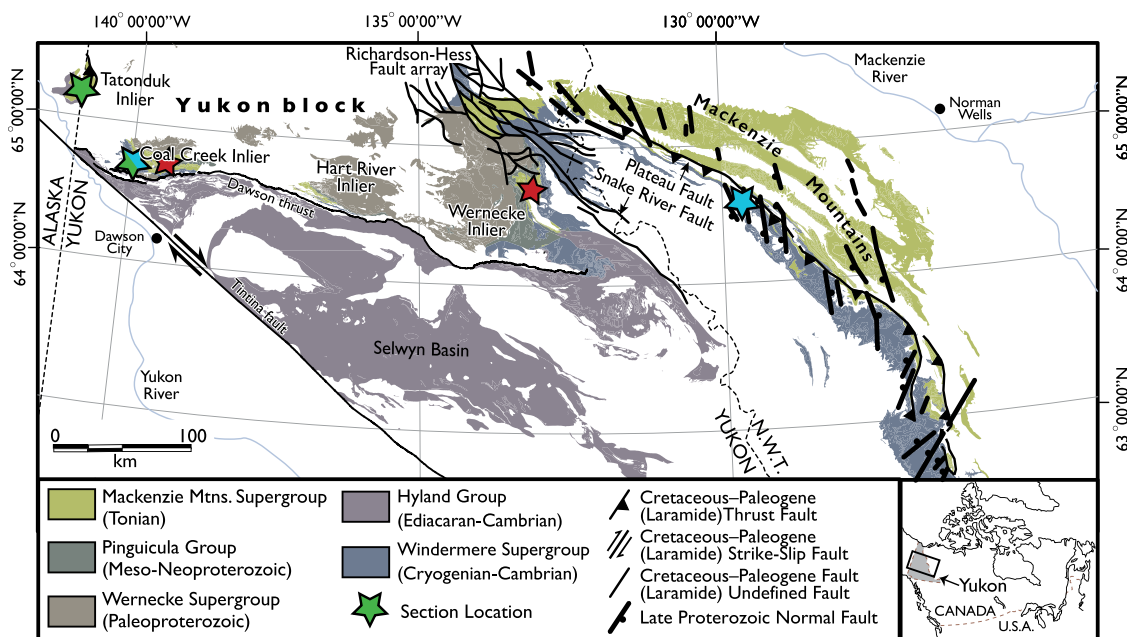 140°00'00"W
135°00'00"W
130°00'00"W
65°00'00"N
64°00'00"N
65°00'00"N
64°00'00"N
63°00'00"N
Richardson-Hess
Fault array
Mackenzie
River
Norman
Wells
Tatonduk
Inlier
Yukon block
Mackenzie
Mountains
Coal Creek Inlier
Hart River
Inlier
Dawson thrust
Wernecke
Inlier
Plateau Fault
Snake River Fault
ALASKA
YUKON
Dawson
City
Tintina fault
Selwyn Basin
Yukon
River
YUKON
N.W.T.
0 100
km
Mackenzie Mtns. Supergroup
(Tonian)
Pinguicula Group
(Meso-Neoproterozoic)
Wernecke Supergroup
(Paleoproterozoic)
Hyland Group
(Ediacaran-Cambrian)
Windermere Supergroup
(Cryogenian-Cambrian)
Section Location
Cretaceous–Paleogene
(Laramide)Thrust Fault
Cretaceous–Paleogene
(Laramide) Strike-Slip Fault
Cretaceous–Paleogene Fault
(Laramide) Undefined Fault
Late Proterozoic Normal Fault
Yukon
CANADA
U.S.A.